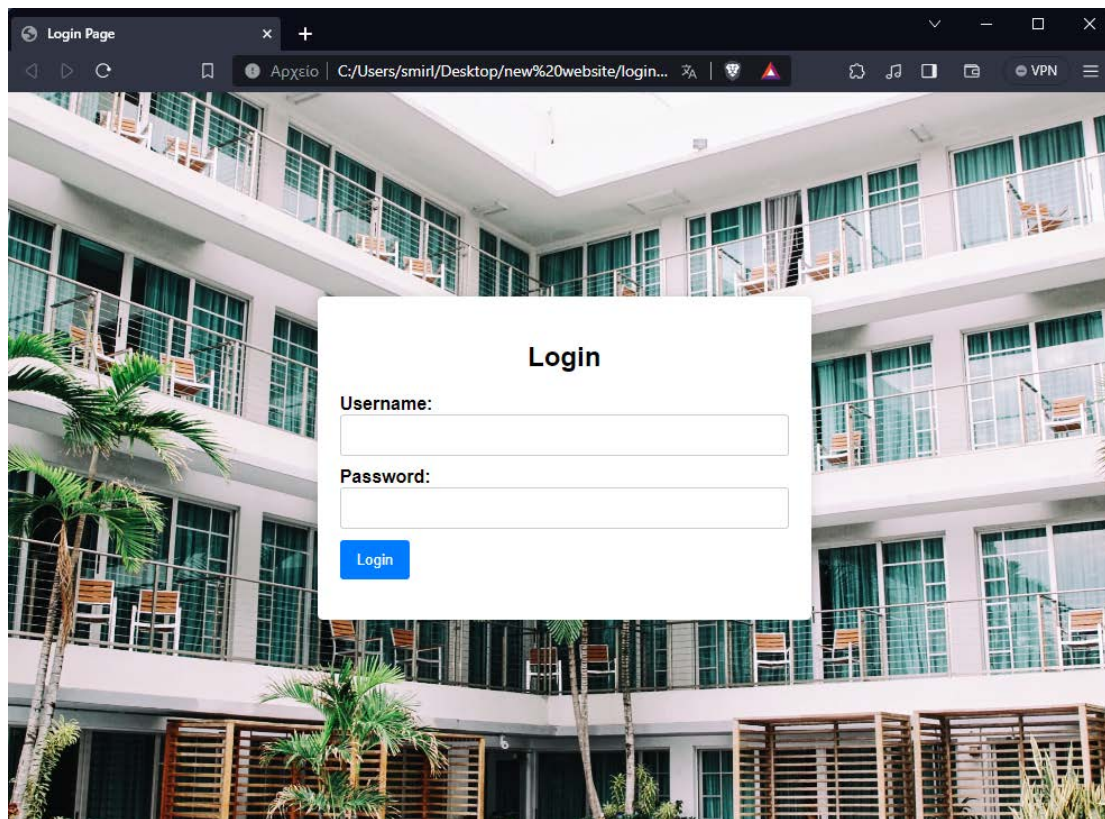 Login Page
Αρχείο C:/Users/smirl/Desktop/new%20website/login... VPN
Login
Username:
Password:
Login